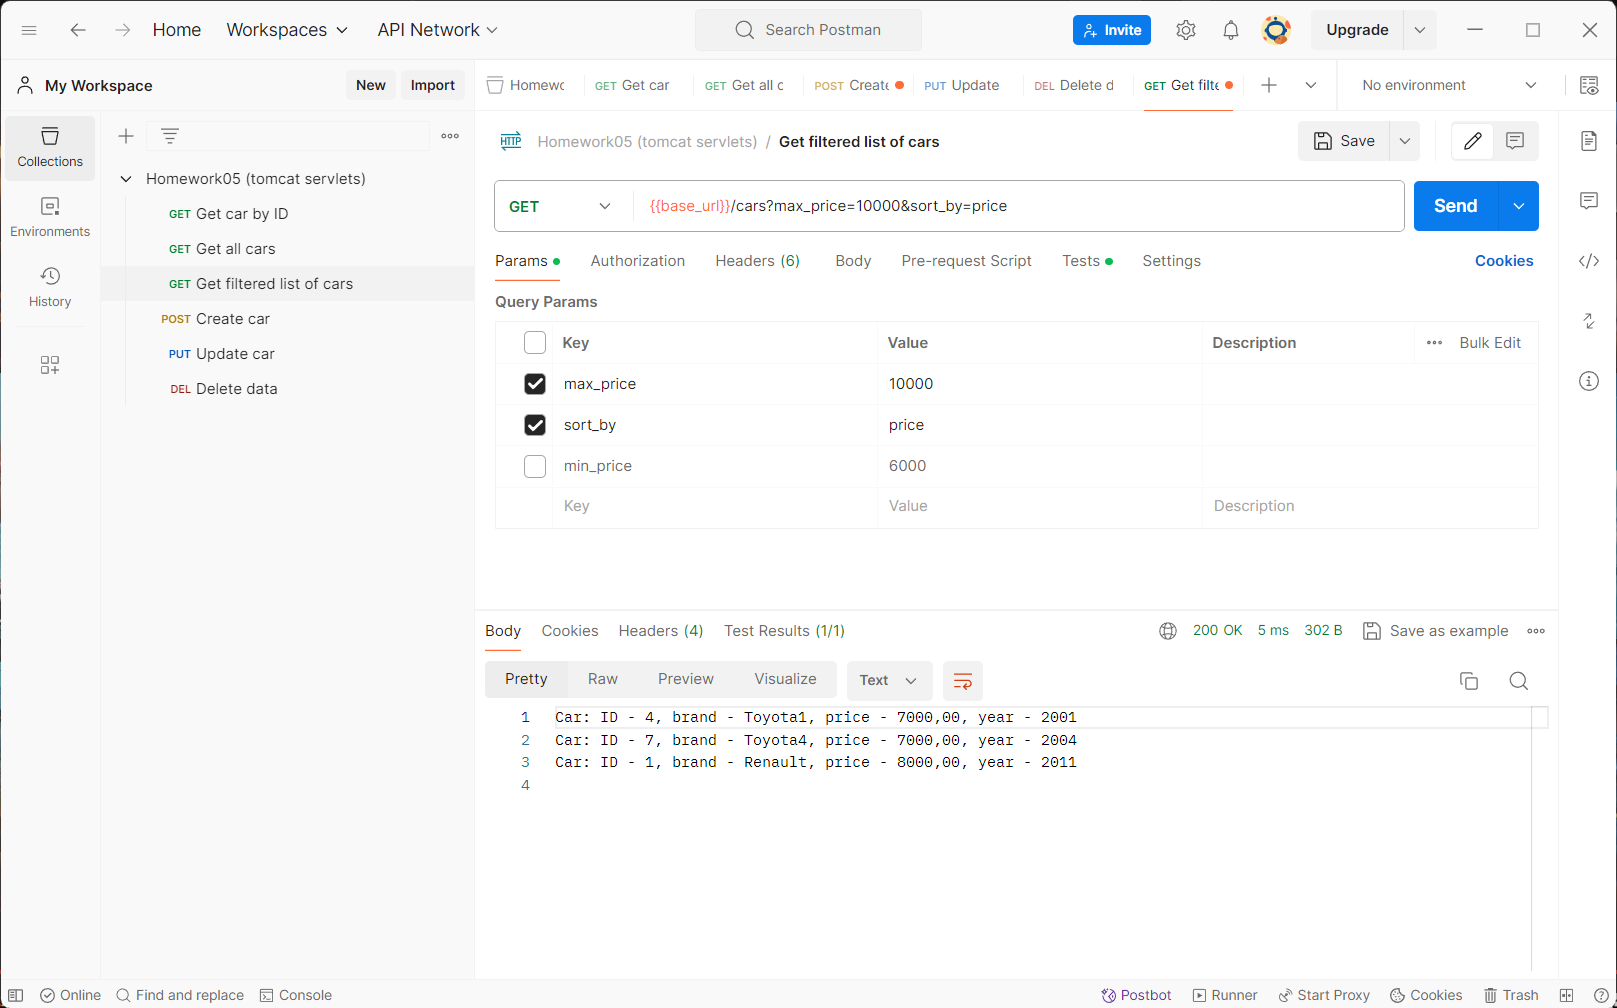 Home Workspaces API Network Search Postman Invite Upgrade
My Workspace New Import
Homewc GET Get car GET Get all c POST Create PUT Update DEL Delete d GET Get filte No environment
Collections
Environments
History
Homework05 (tomcat servlets)
GET Get car by ID
GET Get all cars
GET Get filtered list of cars
POST Create car
PUT Update car
DEL Delete data
HTTP Homework05 (tomcat servlets) / Get filtered list of cars Save
GET {{base_url}}/cars?max_price=10000&sort_by=price Send
Params Authorization Headers (6) Body Pre-request Script Tests Settings Cookies
Query Params
Key Value Description Bulk Edit
max_price 10000
sort_by price
min_price 6000
Key Value Description
Body Cookies Headers (4) Test Results (1/1) 200 OK 5 ms 302 B Save as example
Pretty Raw Preview Visualize Text
1 Car: ID - 4, brand - Toyota1, price - 7000,00, year - 2001
2 Car: ID - 7, brand - Toyota4, price - 7000,00, year - 2004
3 Car: ID - 1, brand - Renault, price - 8000,00, year - 2011
4
Online Find and replace Console Postbot Runner Start Proxy Cookies Trash